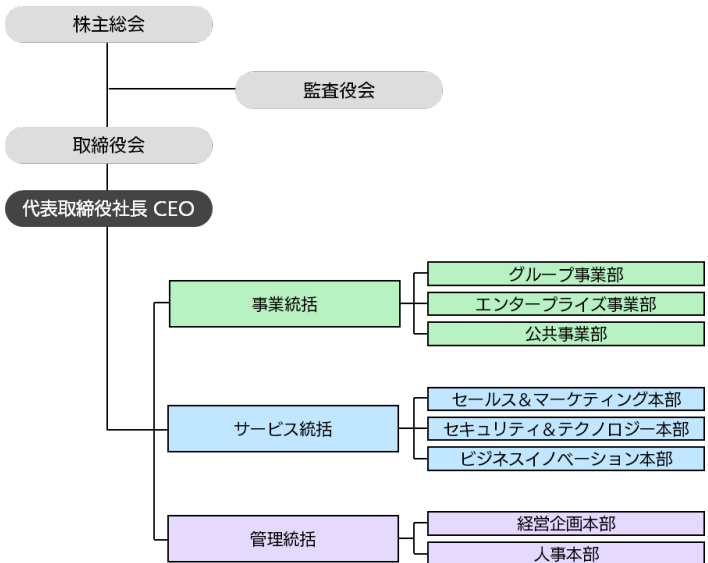 株主総会
監査役会
取締役会
代表取締役社長 CEO
事業統括
グループ事業部
エンタープライズ事業部
公共事業部
サービス統括
セールス&マーケティング本部
セキュリティ&テクノロジー本部
ビジネスイノベーション本部
管理統括
経営企画本部
人事本部